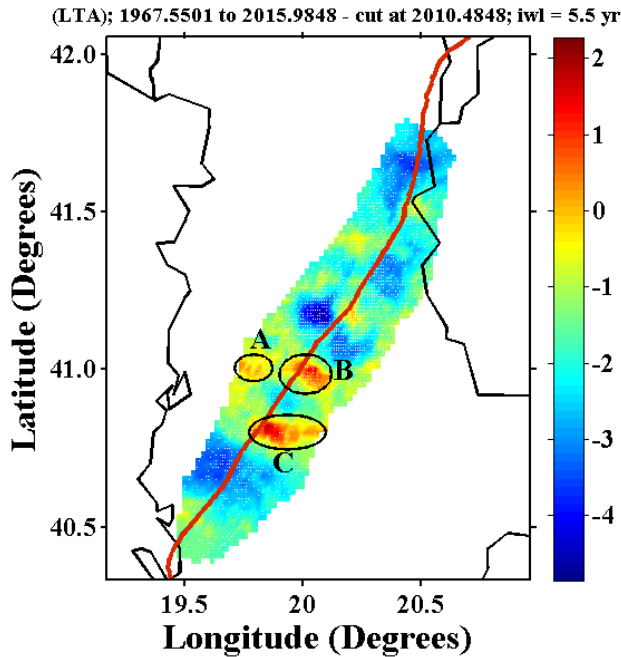 (LTA); 1967.5501 to 2015.9848 - cut at 2010.4848; iwl = 5.5 yr
42.0
41.5
41.0
40.5
Latitude (Degrees)
A
B
C
19.5
20
20.5
Longitude (Degrees)
2
1
0
-1
-2
-3
-4